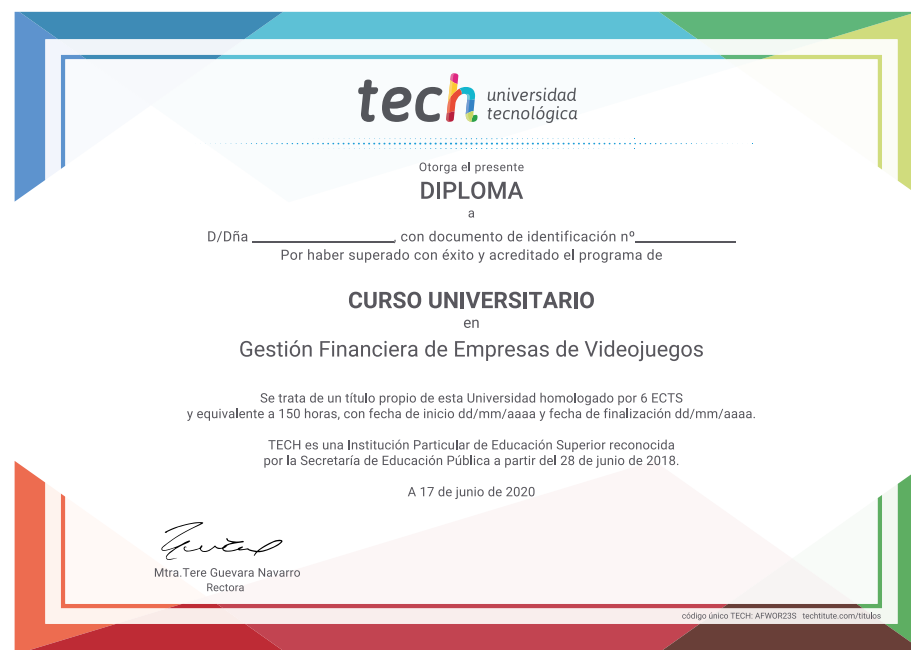 tech universidad
tecnológica
Otorga el presente
DIPLOMA
a
D/Dña ____________, con documento de identificación nº____________
Por haber superado con éxito y acreditado el programa de
CURSO UNIVERSITARIO
en
Gestión Financiera de Empresas de Videojuegos
Se trata de un título propio de esta Universidad homologado por 6 ECTS
y equivalente a 150 horas, con fecha de inicio dd/mm/aaaa y fecha de finalización dd/mm/aaaa.
TECH es una Institución Particular de Educación Superior reconocida
por la Secretaría de Educación Pública a partir del 28 de junio de 2018.
A 17 de junio de 2020
Mtra.Tere Guevara Navarro
Rectora
código único TECH: AFWOR23S techtitute.com/titulos